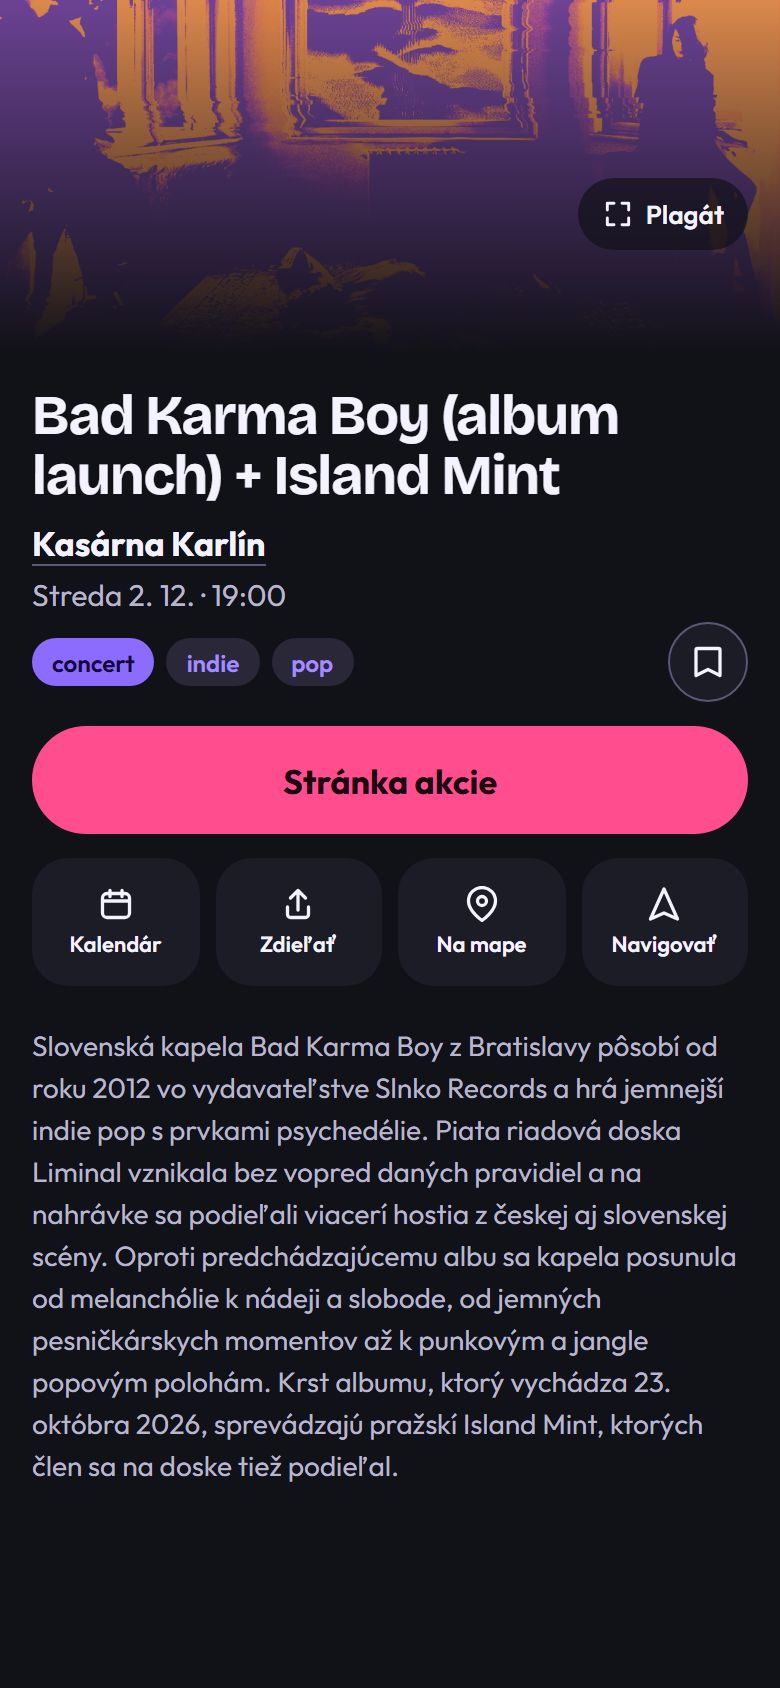 Plagát
Bad Karma Boy (album
launch) + Island Mint
Kasárna Karlín
Streda 2. 12. · 19:00
concert indie pop
Stránka akcie
Kalendár Zdieľať Na mape Navigovať
Slovenská kapela Bad Karma Boy z Bratislavy pôsobí od
roku 2012 vo vydavateľstve Slnko Records a hrá jemnejší
indie pop s prvkami psychedélie. Piata riadová doska
Liminal vznikala bez vopred daných pravidiel a na
nahrávke sa podieľali viacerí hostia z českej aj slovenskej
scény. Oproti predchádzajúcemu albu sa kapela posunula
od melanchólie k nádeji a slobode, od jemných
pesničkárskych momentov až k punkovým a jangle
popovým polohám. Krst albumu, ktorý vychádza 23.
októbra 2026, sprevádzajú pražskí Island Mint, ktorých
člen sa na doske tiež podieľal.